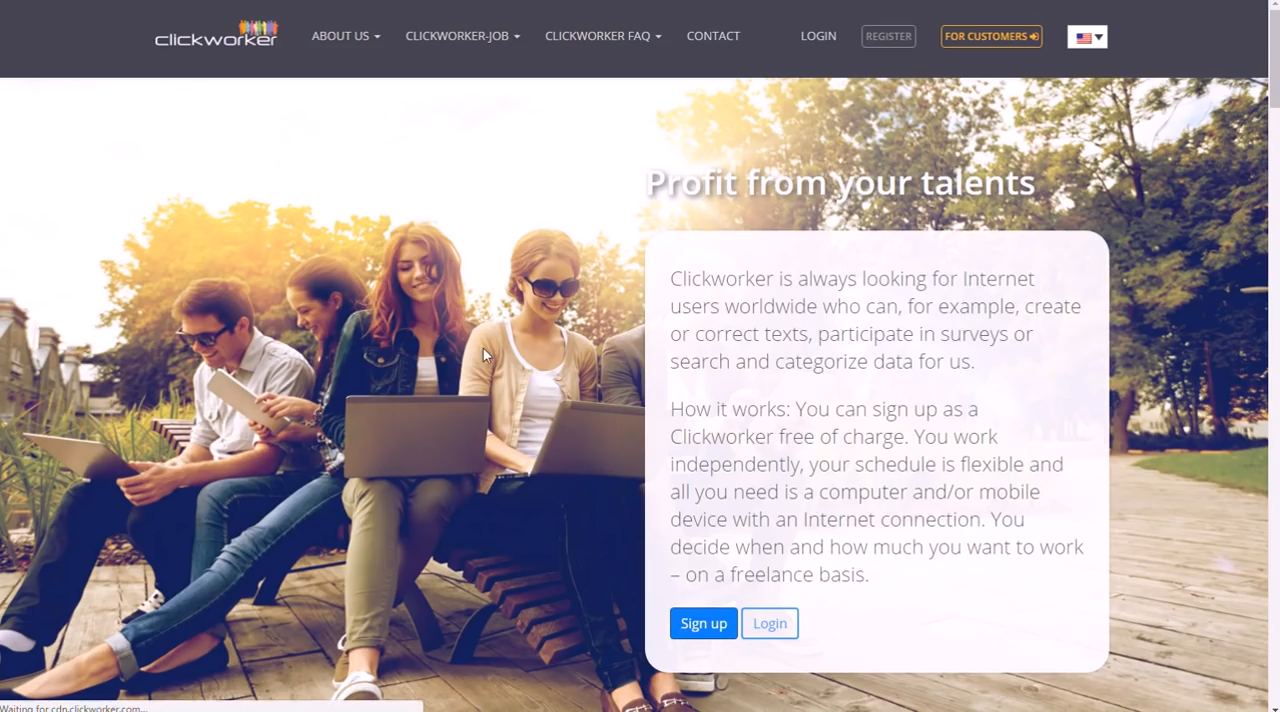 clickworker
ABOUT US CLICKWORKER-JOB CLICKWORKER FAQ CONTACT LOGIN REGISTER FOR CUSTOMERS
Profit from your talents
Clickworker is always looking for Internet
users worldwide who can, for example, create
or correct texts, participate in surveys or
search and categorize data for us.
How it works: You can sign up as a
Clickworker free of charge. You work
independently, your schedule is flexible and
all you need is a computer and/or mobile
device with an Internet connection. You
decide when and how much you want to work
– on a freelance basis.
Sign up Login
Waiting for cdn.clickworker.com...